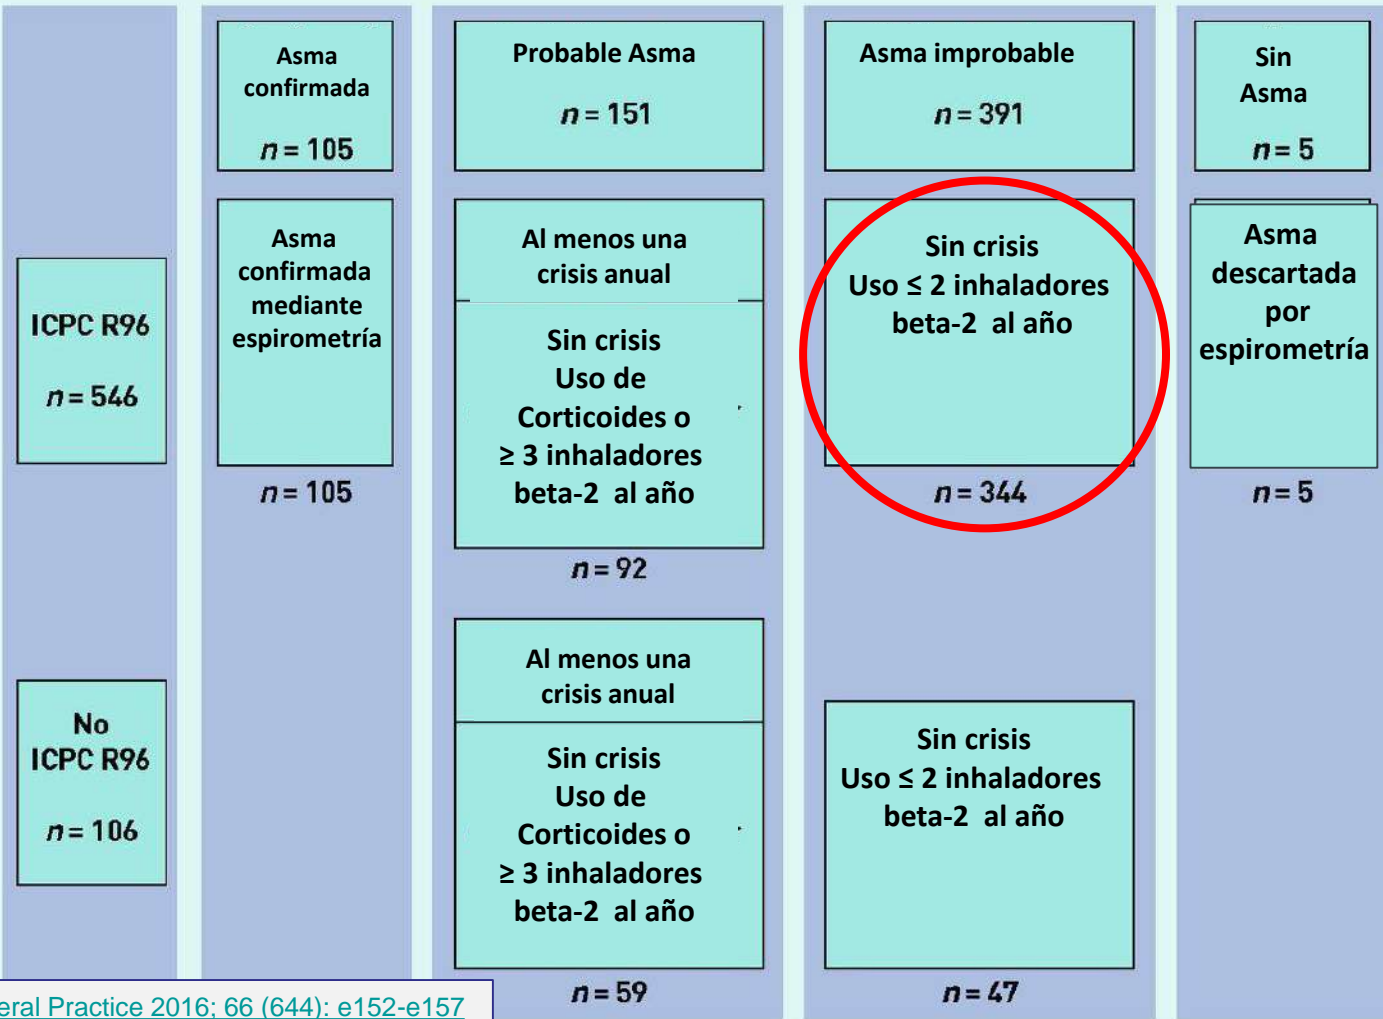 Asma
confirmada
n = 105
Probable Asma
n = 151
Asma improbable
n = 391
Sin
Asma
n = 5
ICPC R96
n = 546
Asma
confirmada
mediante
espirometría
n = 105
Al menos una
crisis anual
Sin crisis
Uso de
Corticoides o
≥ 3 inhaladores
beta-2 al año
n = 92
Sin crisis
Uso ≤ 2 inhaladores
beta-2 al año
n = 344
Asma
descartada
por
espirometría
n = 5
No
ICPC R96
n = 106
Al menos una
crisis anual
Sin crisis
Uso de
Corticoides o
≥ 3 inhaladores
beta-2 al año
n = 59
Sin crisis
Uso ≤ 2 inhaladores
beta-2 al año
n = 47
eral Practice 2016; 66 (644): e152-e157